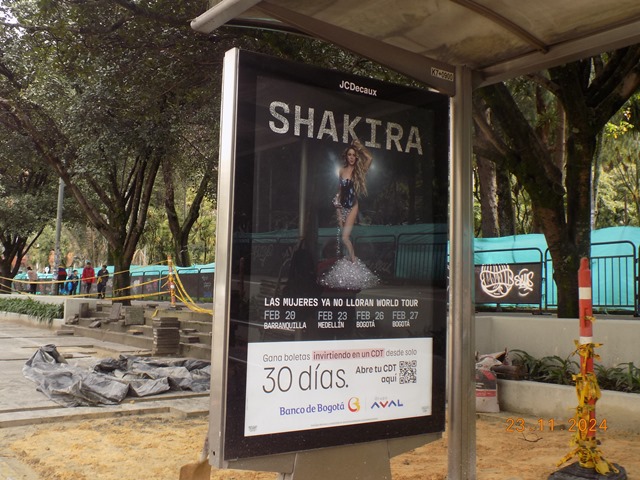 JCDecaux
SHAKIRA
LAS MUJERES YA NO LLORAN WORLD TOUR
FEB 20 FEB 23 FEB 26 FEB 27
BARRANQUILLA MEDELLÍN BOGOTÁ BOGOTÁ
Gana boletas invirtiendo en un CDT desde solo
30 días.
Abre tu CDT
aquí
Banco de Bogotá
AVAL
23.11.2024